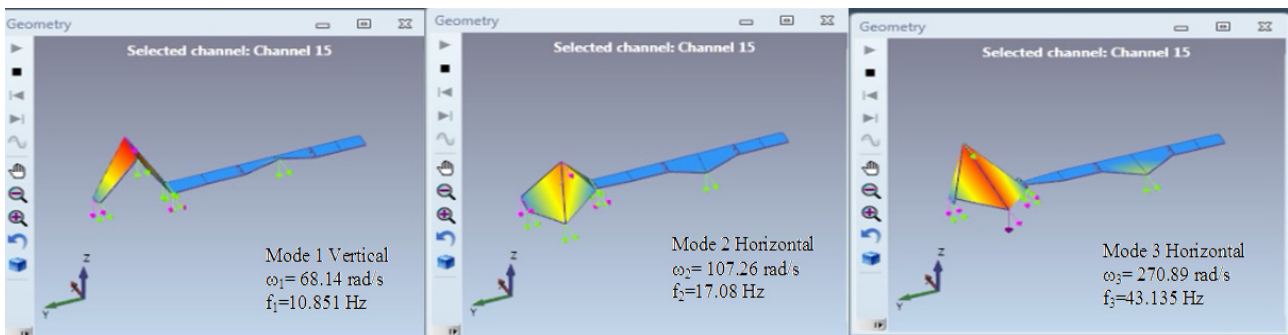 Geometry
Selected channel: Channel 15
Z
Y
Mode 1 Vertical
ω₁= 68.14 rad/s
f₁=10.851 Hz
Geometry
Selected channel: Channel 15
Z
Y
Mode 2 Horizontal
ω₂= 107.26 rad/s
f₂=17.08 Hz
Geometry
Selected channel: Channel 15
Z
Y
Mode 3 Horizontal
ω₃= 270.89 rad/s
f₃=43.135 Hz